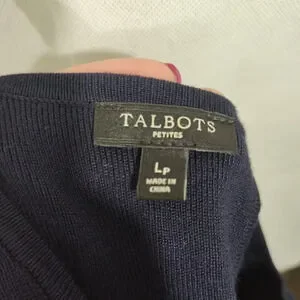 TALBOTS
PETITES
LP
MADE IN
CHINA